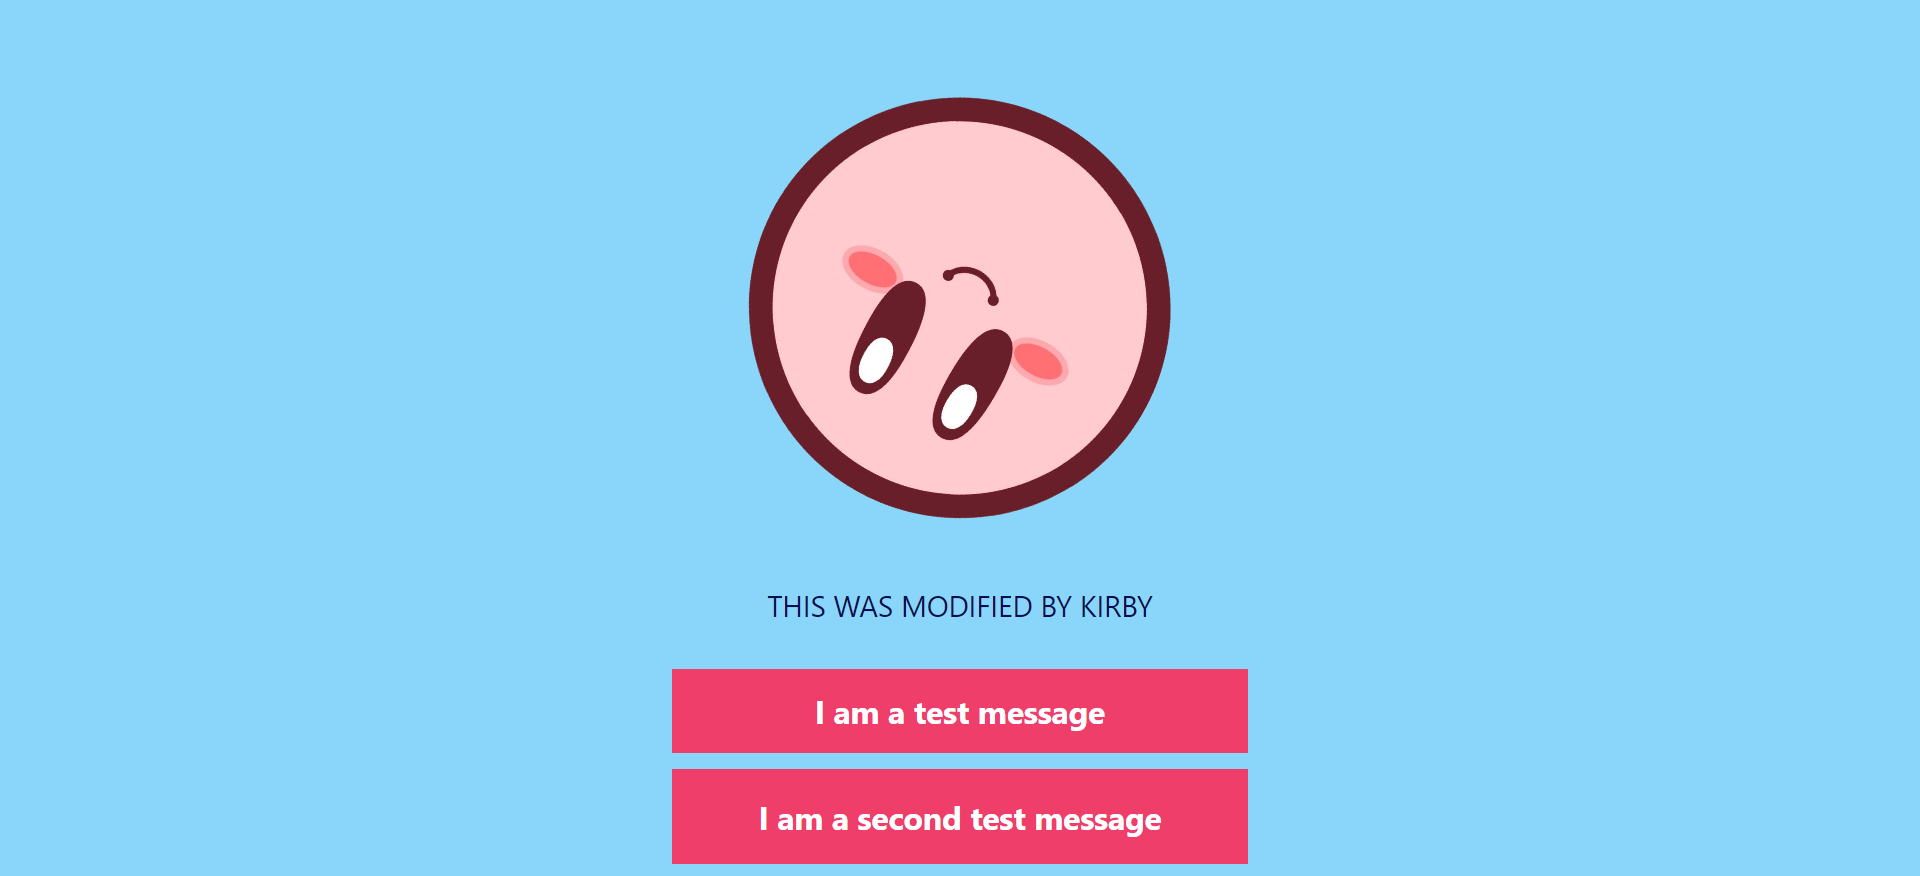 THIS WAS MODIFIED BY KIRBY
I am a test message
I am a second test message